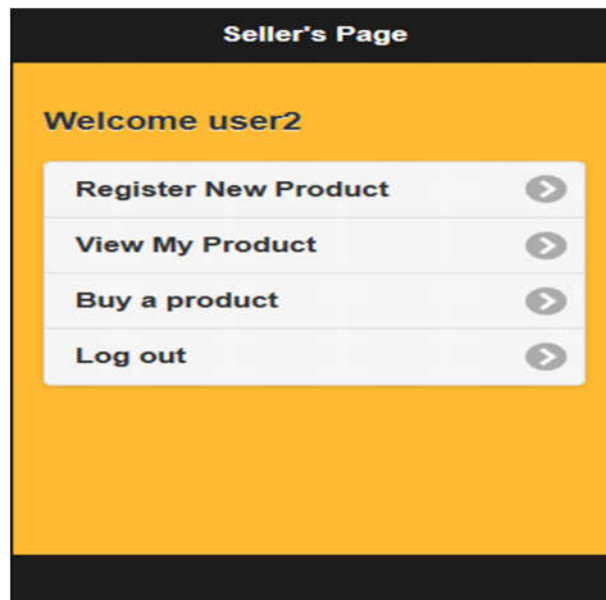 Seller's Page
Welcome user2
Register New Product
View My Product
Buy a product
Log out